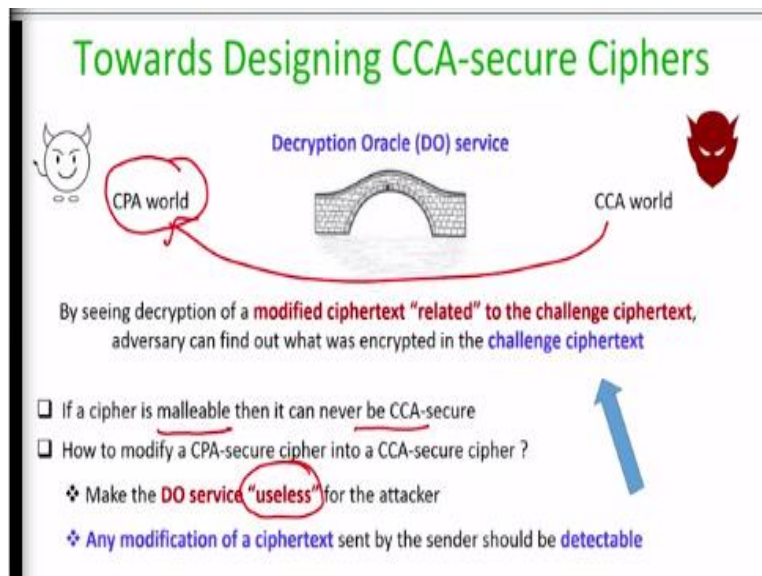 Towards Designing CCA-secure Ciphers
Decryption Oracle (DO) service
CPA world
CCA world
By seeing decryption of a modified ciphertext “related” to the challenge ciphertext,
adversary can find out what was encrypted in the challenge ciphertext
If a cipher is malleable then it can never be CCA-secure
How to modify a CPA-secure cipher into a CCA-secure cipher ?
Make the DO service “useless” for the attacker
Any modification of a ciphertext sent by the sender should be detectable